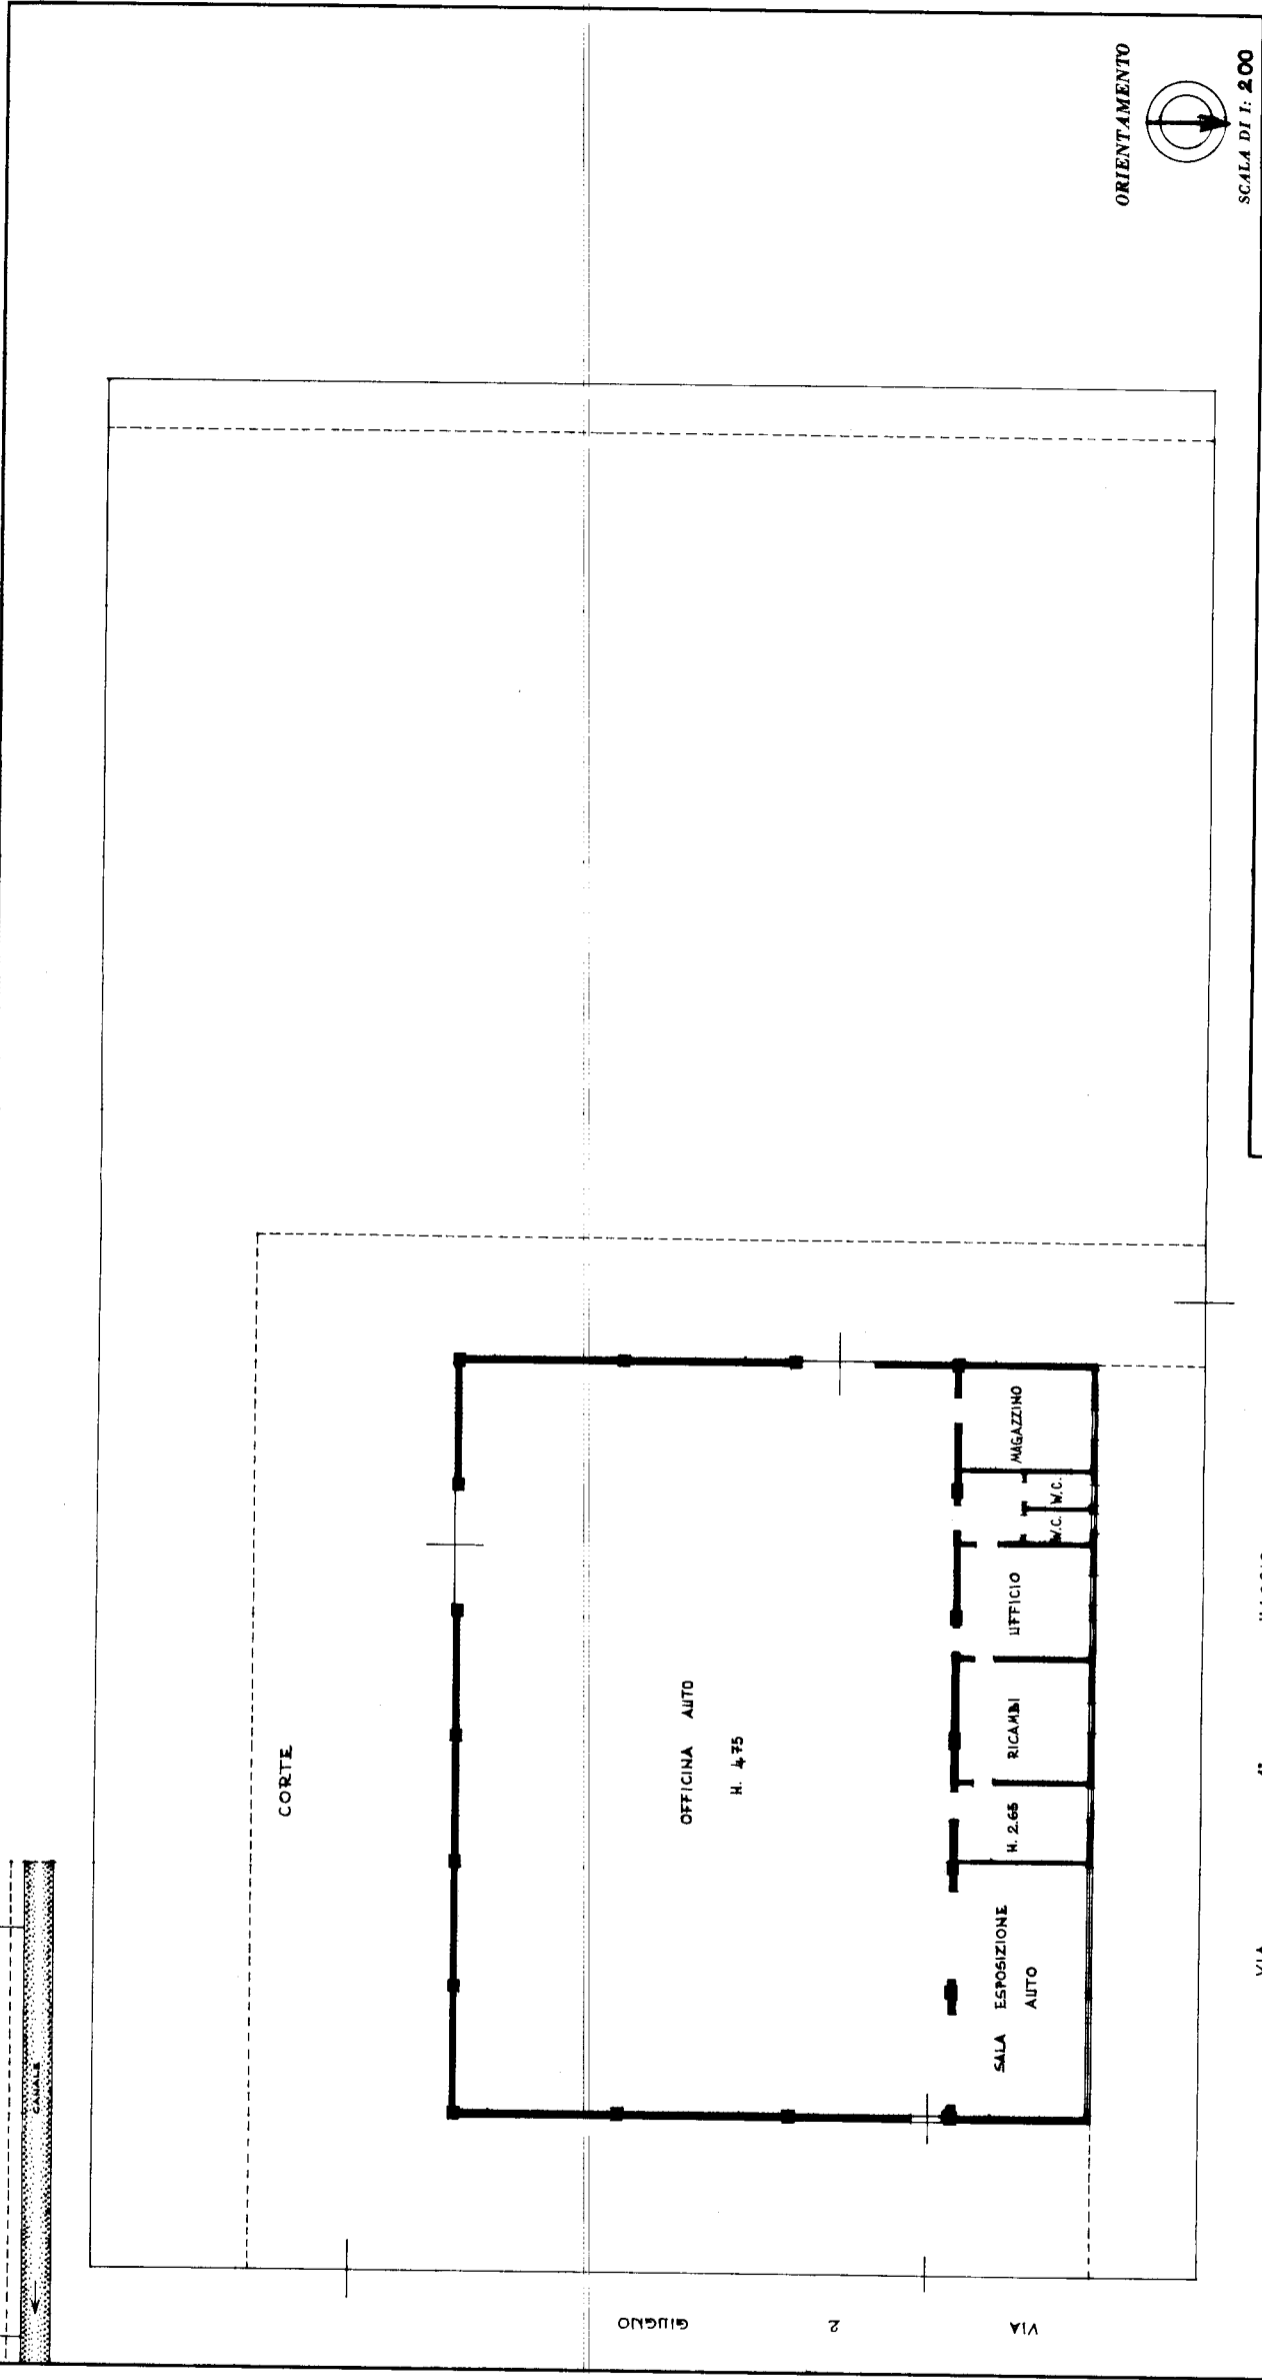 ORIENTAMENTO
SCALA DI 1: 200
CANALE
CORTE
OFFICINA AUTO
H. 4.75
SALA ESPOSIZIONE
AUTO
H. 2.65
RICAMBI
UFFICIO
W.C.
W.C.
MAGAZZINO
VIA 2 GIUGNO
VIA